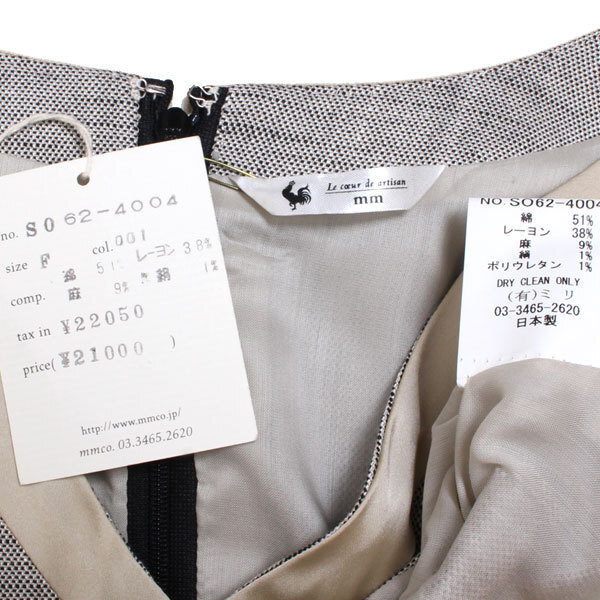 no. SO 62-4004
size F col. 001
綿 51% レーヨン 38%
comp. 麻 9% 絹 1%
tax in ¥22050
price( ¥21000 )
http://www.mmco.jp/
mmco. 03.3465.2620
Le cœur de artisan
mm
NO. SO62-4004
綿 51%
レーヨン 38%
麻 9%
絹 1%
ポリウレタン 1%
DRY CLEAN ONLY
(有)ミリ
03-3465-2620
日本製